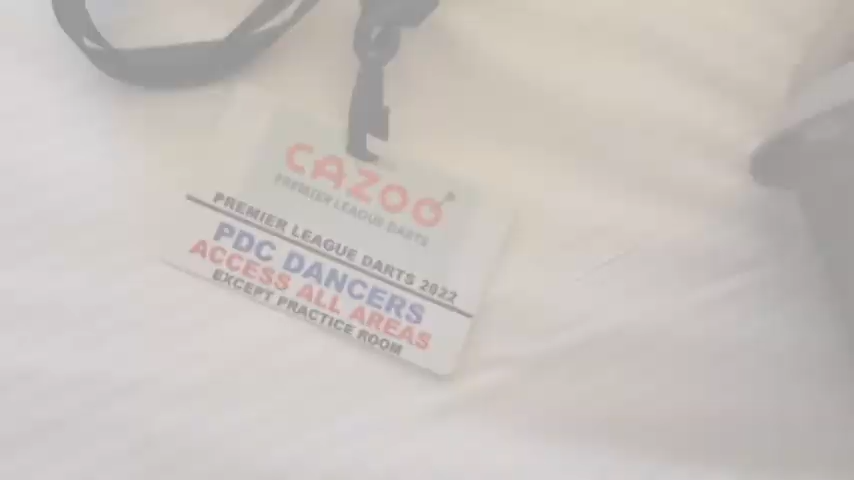 CAZOO
PREMIER LEAGUE DARTS
PREMIER LEAGUE DARTS 2022
PDC DANCERS
ACCESS ALL AREAS
EXCEPT PRACTICE ROOM